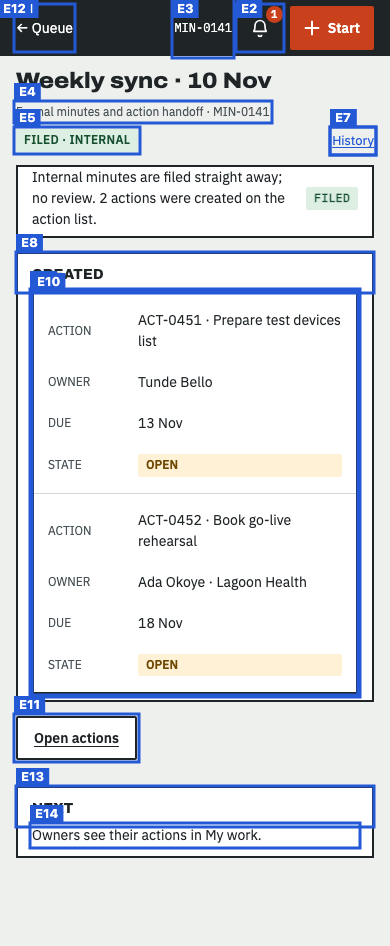 E12
← Queue
E3
MIN-0141
E2
1
+ Start
Weekly sync · 10 Nov
E4
nal minutes and action handoff · MIN-0141
E5
FILED · INTERNAL
E7
History
Internal minutes are filed straight away;
no review. 2 actions were created on the
action list.
FILED
E8
CREATED
E10
ACTION
ACT-0451 · Prepare test devices
list
OWNER
Tunde Bello
DUE
13 Nov
STATE
OPEN
ACTION
ACT-0452 · Book go-live
rehearsal
OWNER
Ada Okoye · Lagoon Health
DUE
18 Nov
STATE
OPEN
E11
Open actions
E13
NEXT
E14
Owners see their actions in My work.